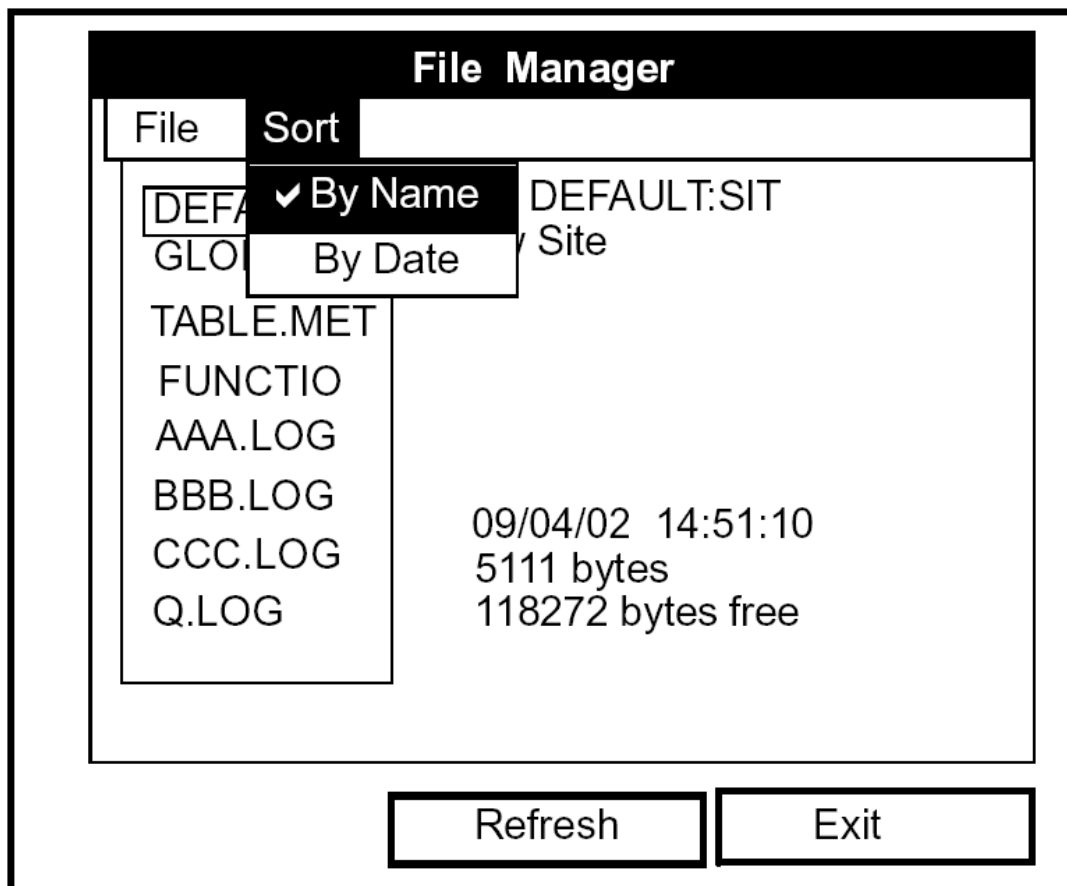 File Manager
File Sort
By Name
By Date
DEFAULT:SIT
Site
TABLE.MET
FUNCTIO
AAA.LOG
BBB.LOG
CCC.LOG
Q.LOG
09/04/02 14:51:10
5111 bytes
118272 bytes free
Refresh Exit